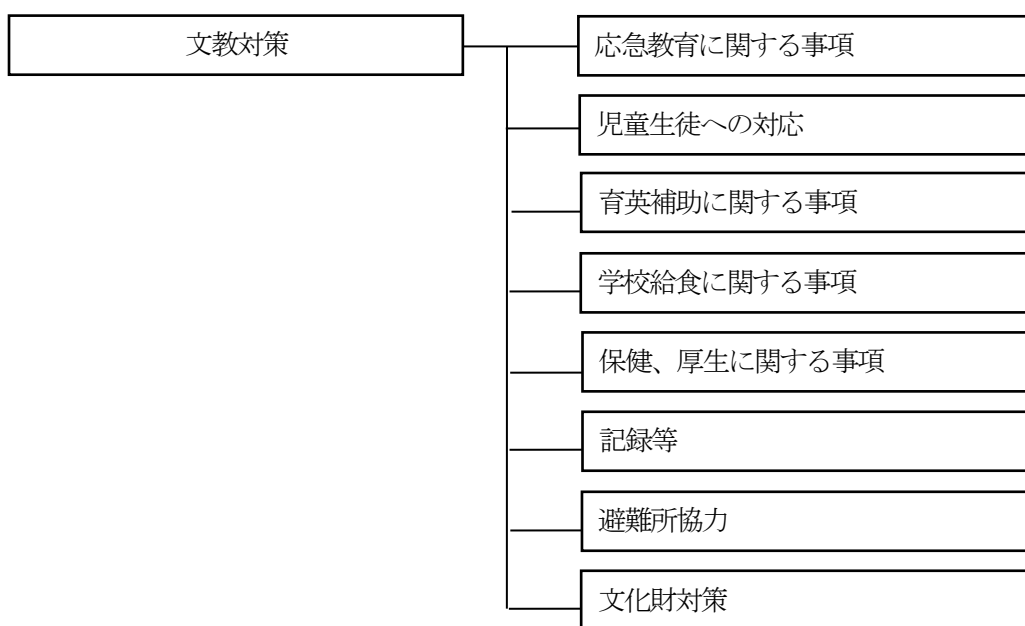 文教対策
応急教育に関する事項
児童生徒への対応
育英補助に関する事項
学校給食に関する事項
保健、厚生に関する事項
記録等
避難所協力
文化財対策